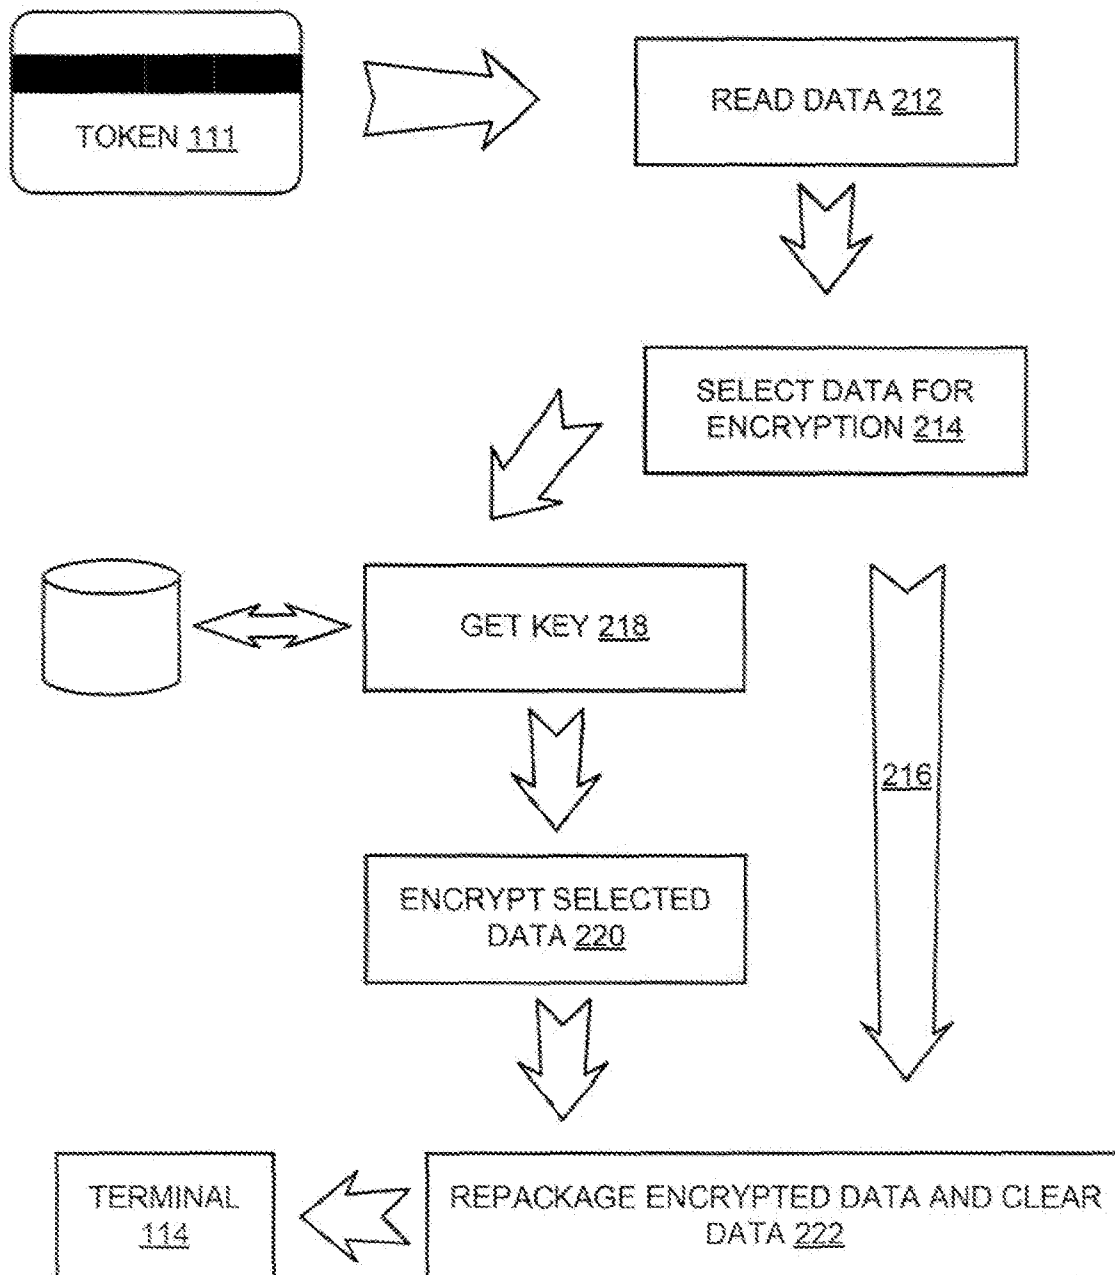 TOKEN 111
READ DATA 212
SELECT DATA FOR
ENCRYPTION 214
GET KEY 218
216
ENCRYPT SELECTED
DATA 220
TERMINAL
114
REPACKAGE ENCRYPTED DATA AND CLEAR
DATA 222